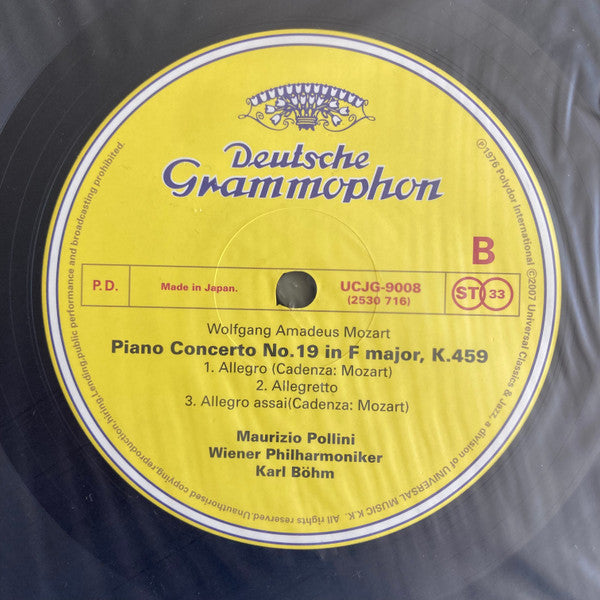 Deutsche
Grammophon
B
P.D.
Made in Japan.
UCJG-9008
(2530 716)
ST 33
Wolfgang Amadeus Mozart
Piano Concerto No.19 in F major, K.459
1. Allegro (Cadenza: Mozart)
2. Allegretto
3. Allegro assai(Cadenza: Mozart)
Maurizio Pollini
Wiener Philharmoniker
Karl Böhm
℗1976 Polydor International ©2007 Universal Classics & Jazz, a division of UNIVERSAL MUSIC K.K. All rights reserved.Unauthorised copying,reproduction,hiring,Lending,public performance and broadcasting prohibited.